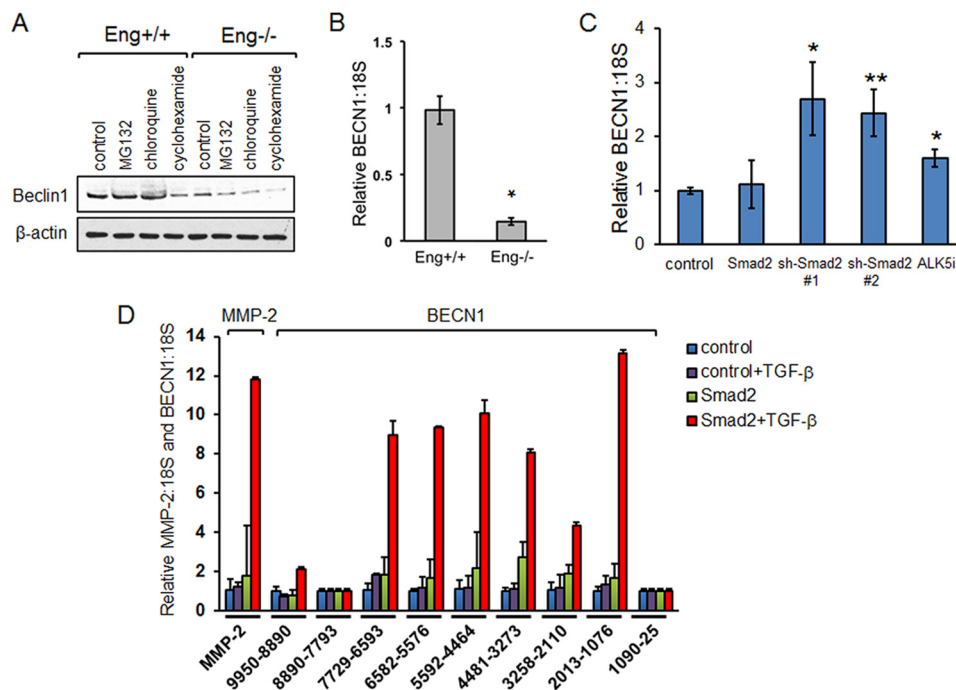 A
Eng+/+ Eng-/-
control
MG132
chloroquine
cyclohexamide
control
MG132
chloroquine
cyclohexamide
Beclin1
β-actin
B
Relative BECN1:18S
1.5
1
0.5
0
*
Eng+/+ Eng-/-
C
Relative BECN1:18S
5
4
3
2
1
0
* ** *
control Smad2 sh-Smad2 #1 sh-Smad2 #2 ALK5i
D
MMP-2 BECN1
Relative MMP-2:18S and BECN1:18S
14
12
10
8
6
4
2
0
control
control+TGF-β
Smad2
Smad2+TGF-β
MMP-2
9950-8890
8890-7793
7729-6593
6582-5576
5592-4464
4481-3273
3258-2110
2013-1076
1090-25